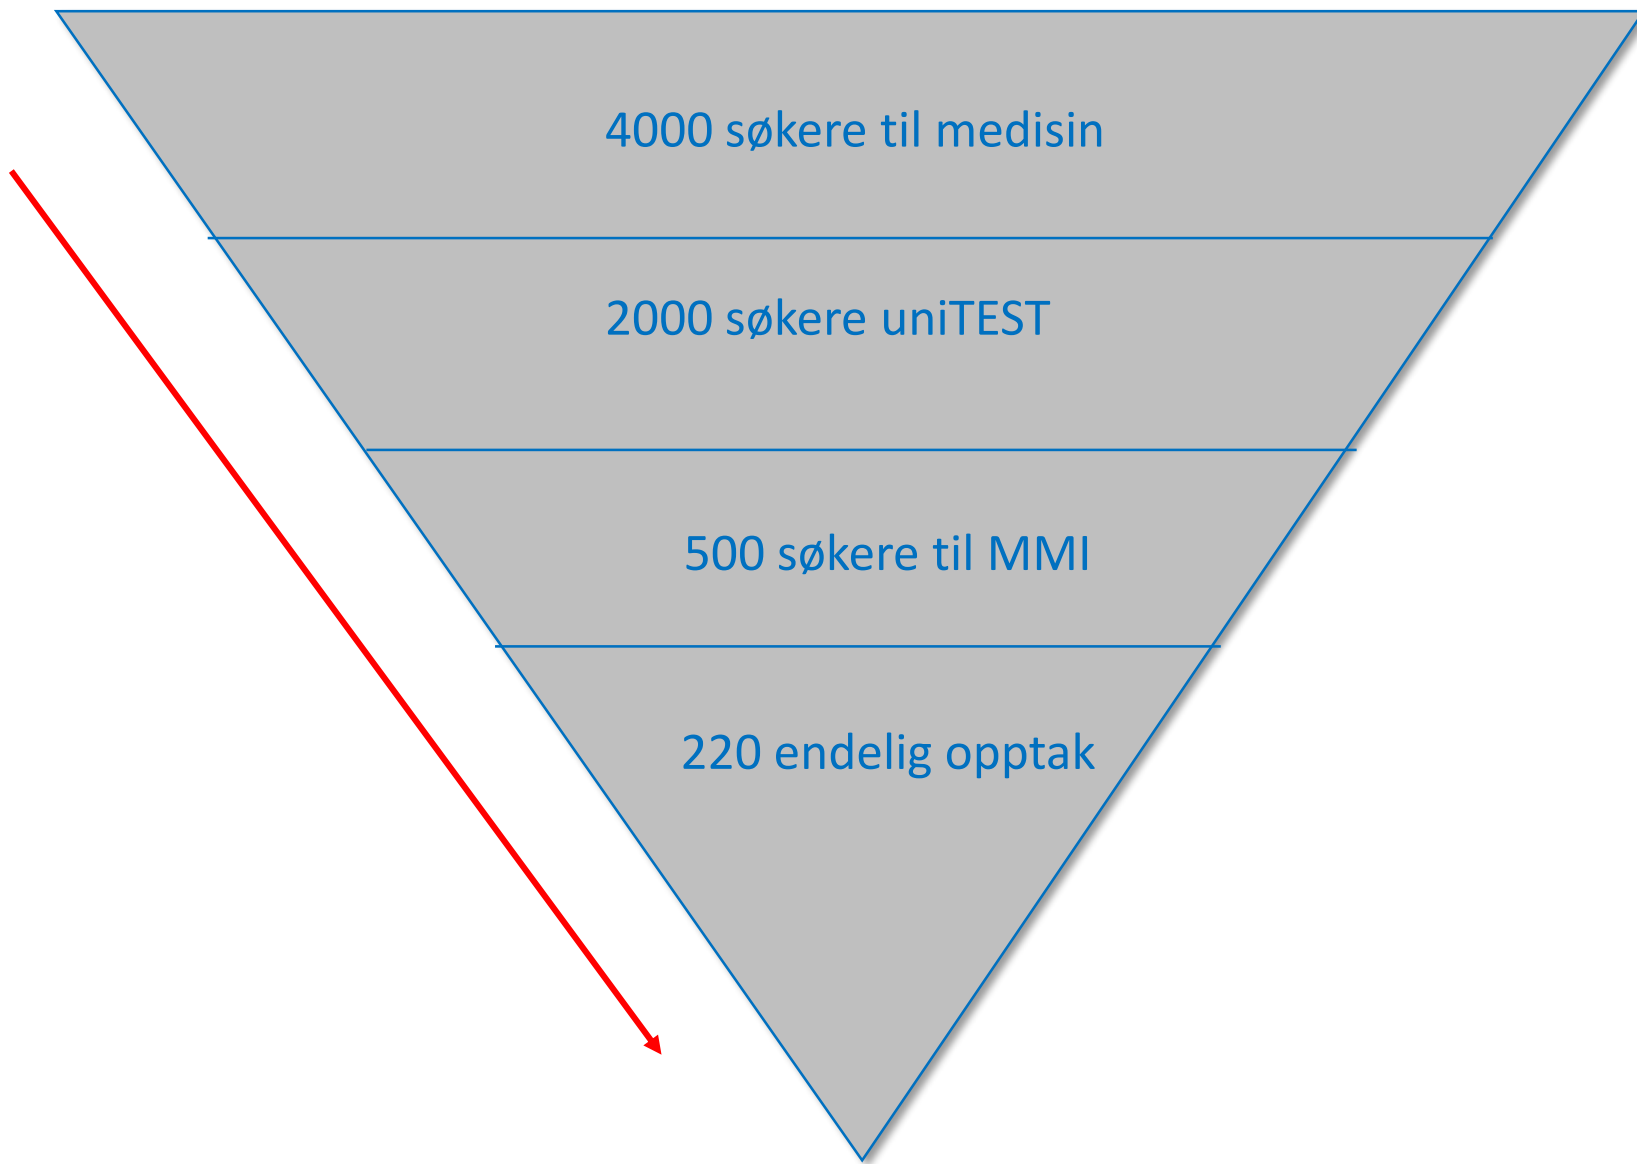 4000 søkere til medisin
2000 søkere uniTEST
500 søkere til MMI
220 endelig opptak